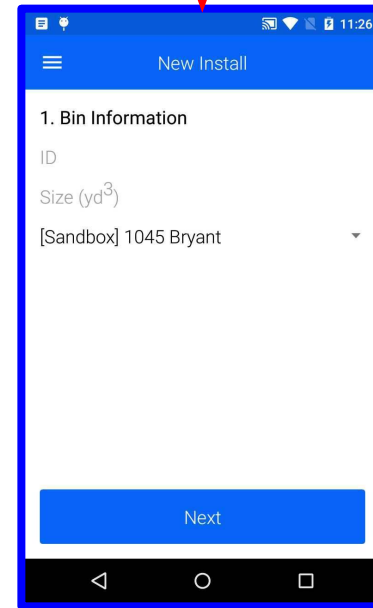 11:26
New Install
1. Bin Information
ID
Size (yd³)
[Sandbox] 1045 Bryant
Next